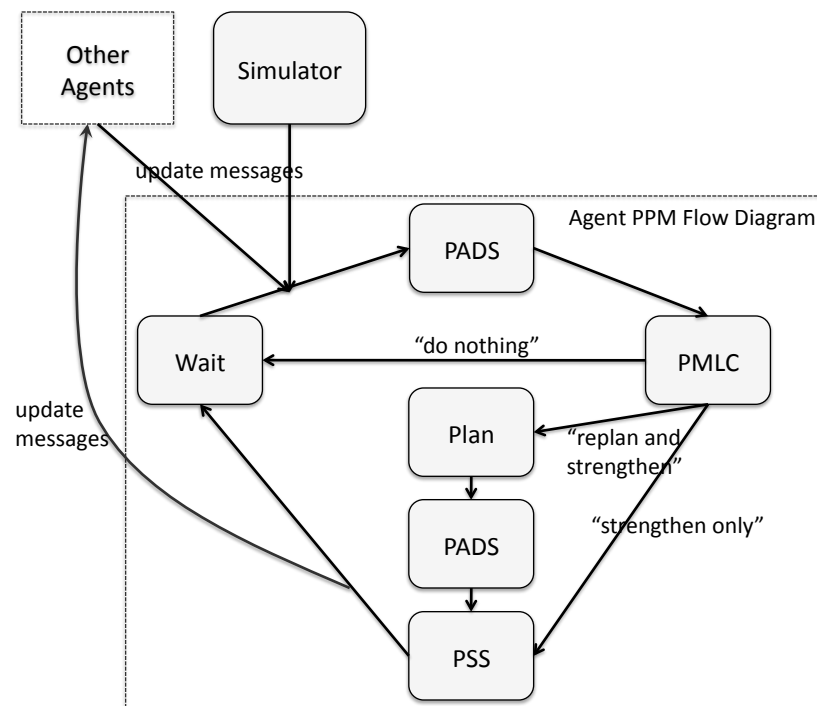 Other
Agents
Simulator
update messages
Agent PPM Flow Diagram
PADS
Wait
“do nothing”
PMLC
update
messages
Plan
“replan and
strengthen”
PADS
“strengthen only”
PSS